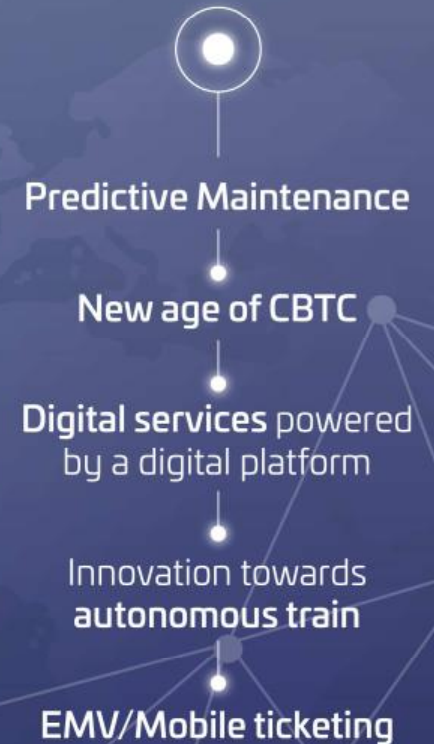 Predictive Maintenance
New age of CBTC
Digital services powered
by a digital platform
Innovation towards
autonomous train
EMV/Mobile ticketing